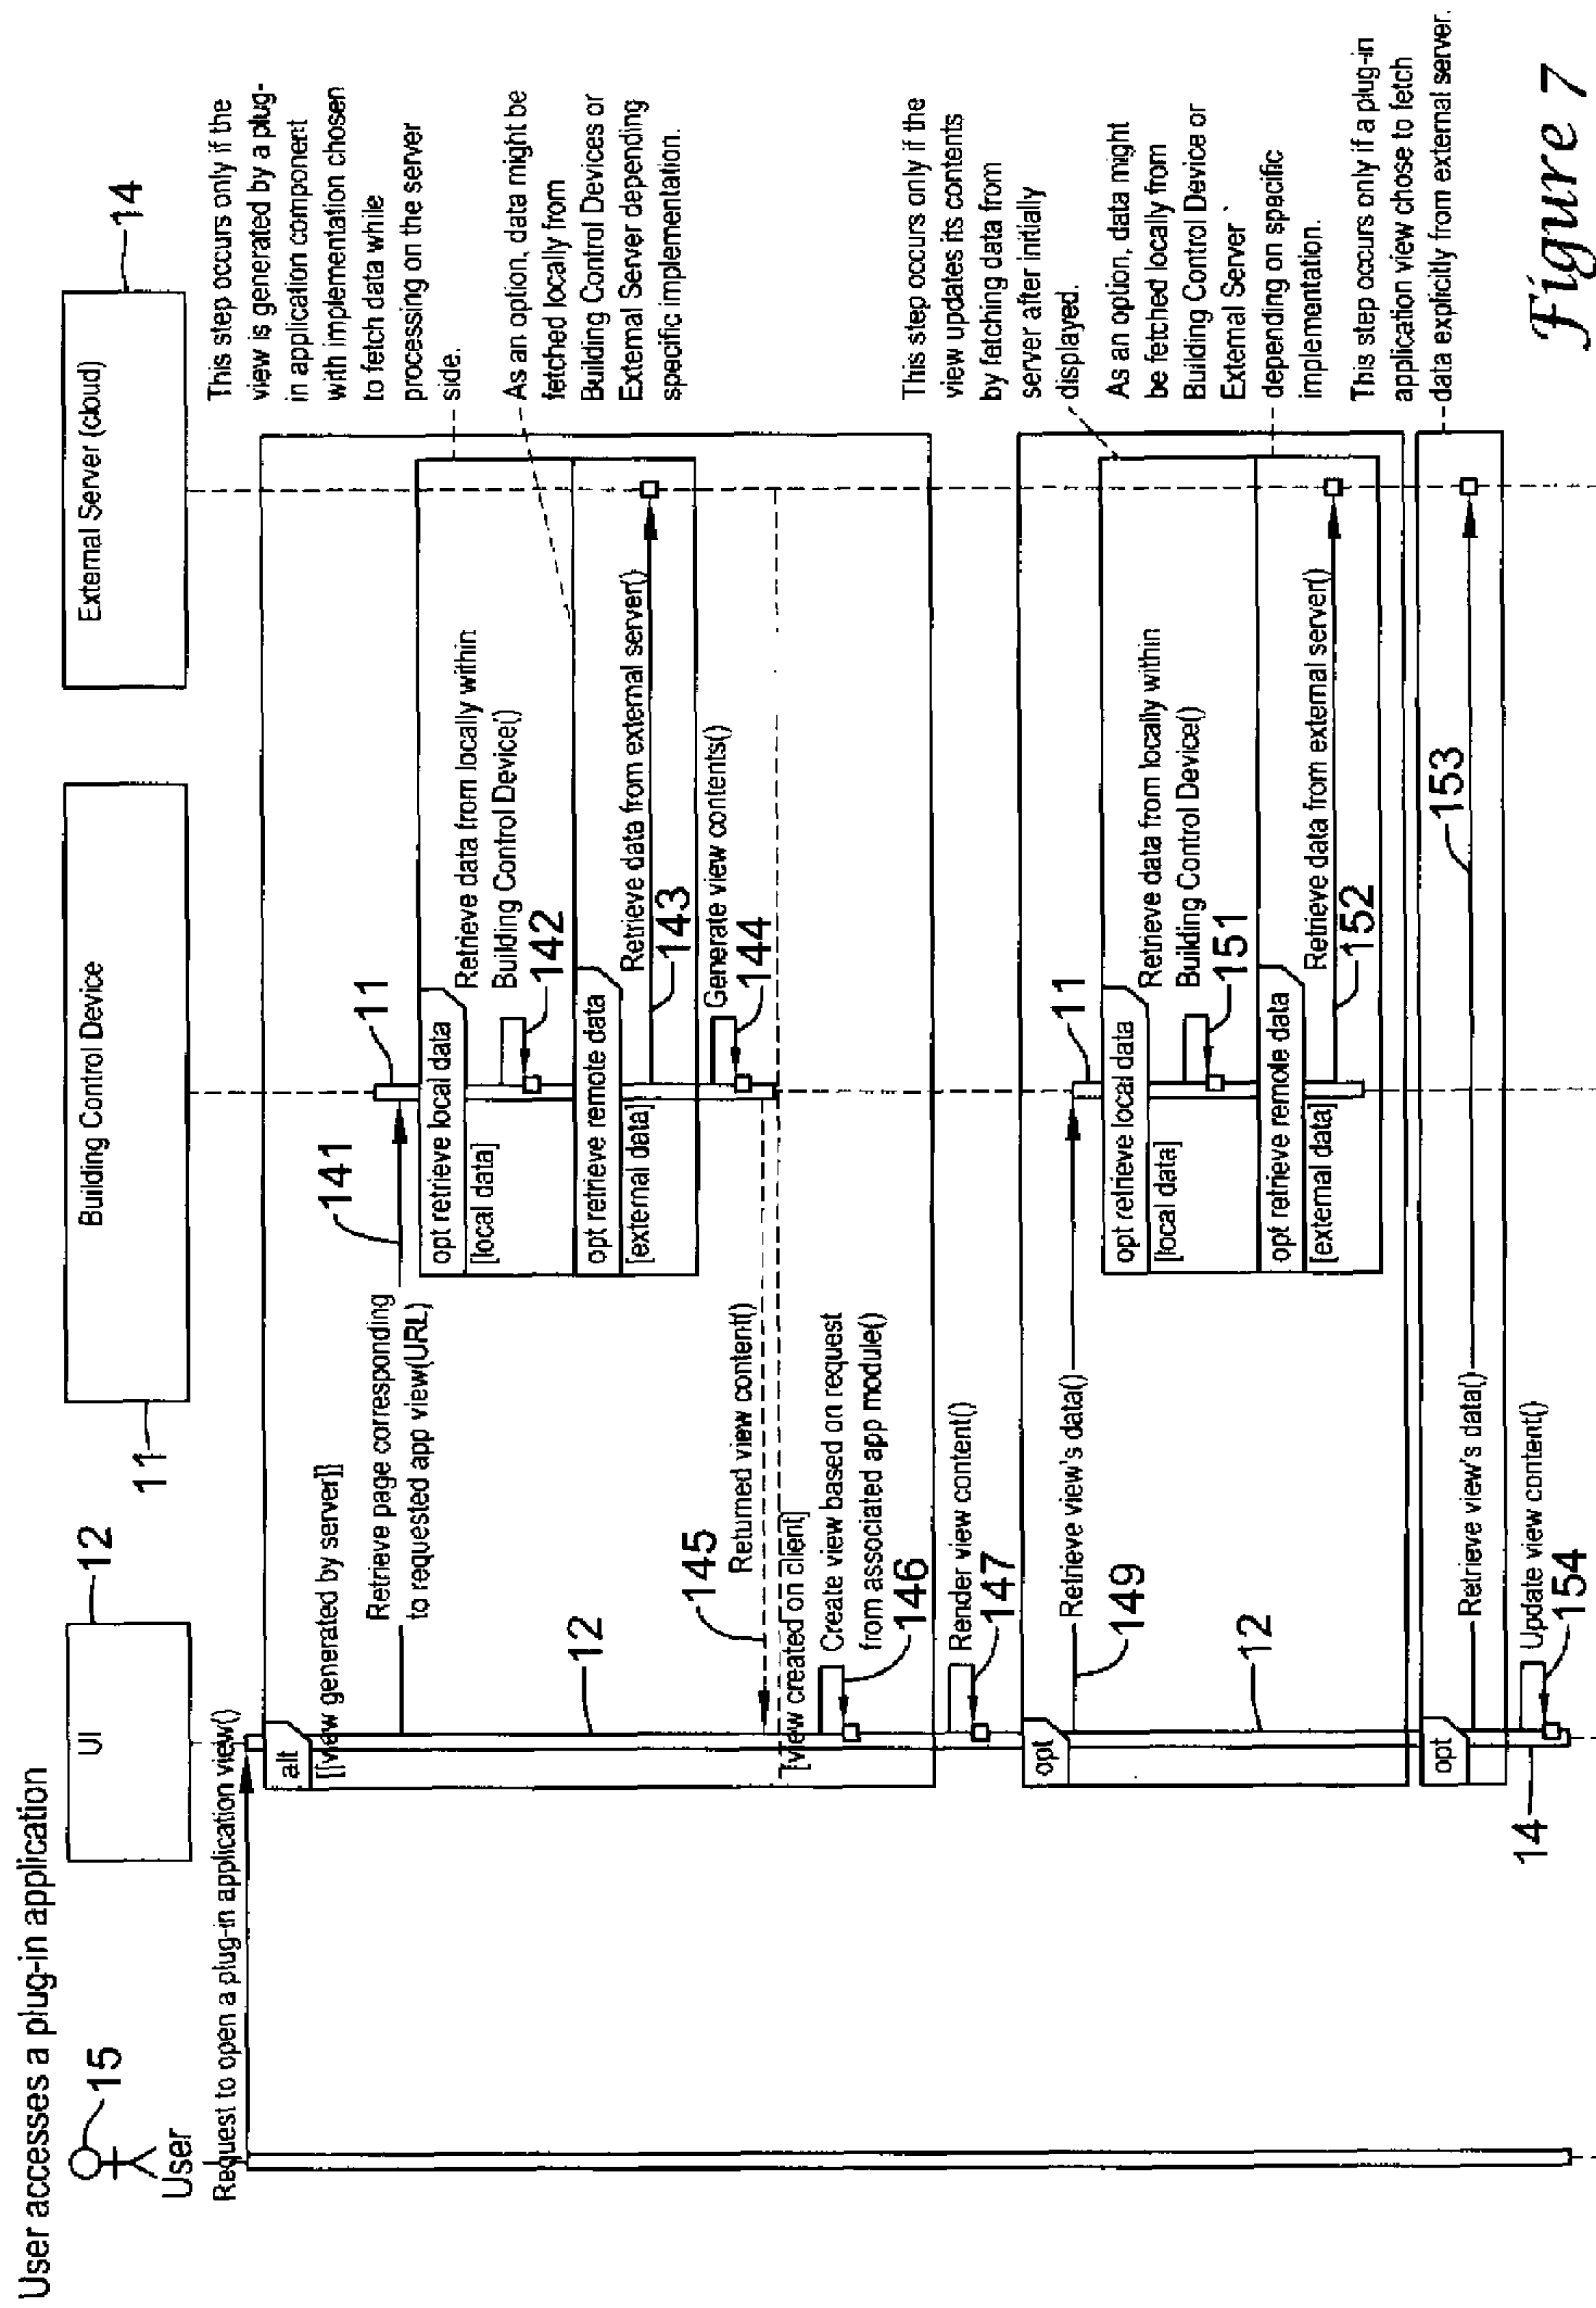 User accesses a plug-in application
15
User
UI
12
Building Control Device
11
External Server (cloud)
14
Request to open a plug-in application view()
alt
[[view generated by server]]
Retrieve page corresponding
to requested app view(URL)
141
11
opt retrieve local data
[local data]
Retrieve data from locally within
Building Control Device()
142
opt retrieve remote data
[external data]
Retrieve data from external server()
143
Generate view contents()
144
12
145
Returned view content()
[view created on client]
Create view based on request
from associated app module()
146
Render view content()
147
This step occurs only if the
view is generated by a plug-
in application component
with implementation chosen
to fetch data while
processing on the server
side.
As an option, data might be
fetched locally from
Building Control Devices or
External Server depending
specific implementation.
opt
Retrieve view's data()
149
11
12
opt retrieve local data
[local data]
Retrieve data from locally within
Building Control Device()
151
opt retrieve remote data
[external data]
Retrieve data from external server()
152
This step occurs only if the
view updates its contents
by fetching data from
server after initially
displayed.
As an option, data might
be fetched locally from
Building Control Device or
External Server
depending on specific
implementation.
opt
Retrieve view's data()
153
This step occurs only if a plug-in
application view chose to fetch
data explicitly from external server.
14
Update view content()
154
Figure 7